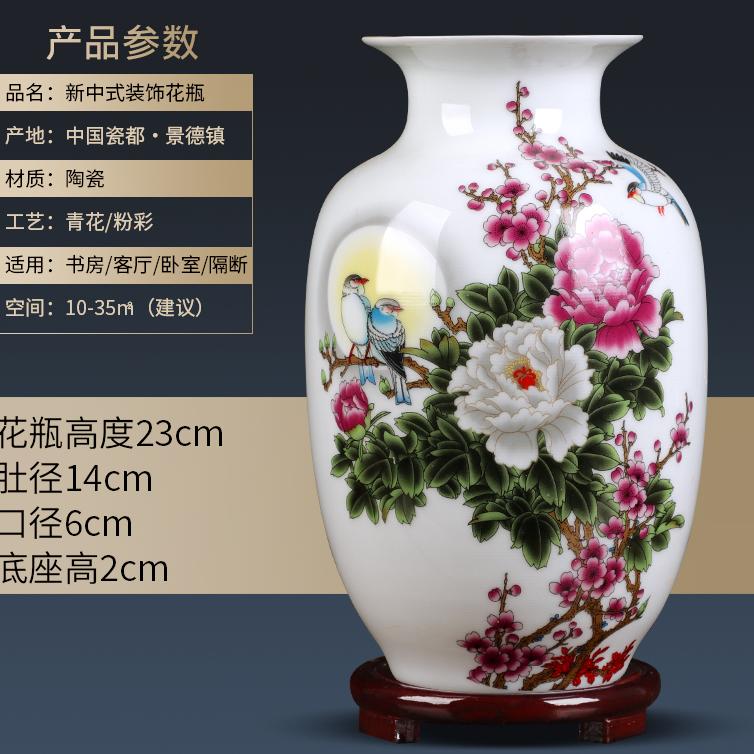 产品参数
品名：新中式装饰花瓶
产地：中国瓷都·景德镇
材质：陶瓷
工艺：青花/粉彩
适用：书房/客厅/卧室/隔断
空间：10-35㎡（建议）
花瓶高度23cm
肚径14cm
口径6cm
底座高2cm